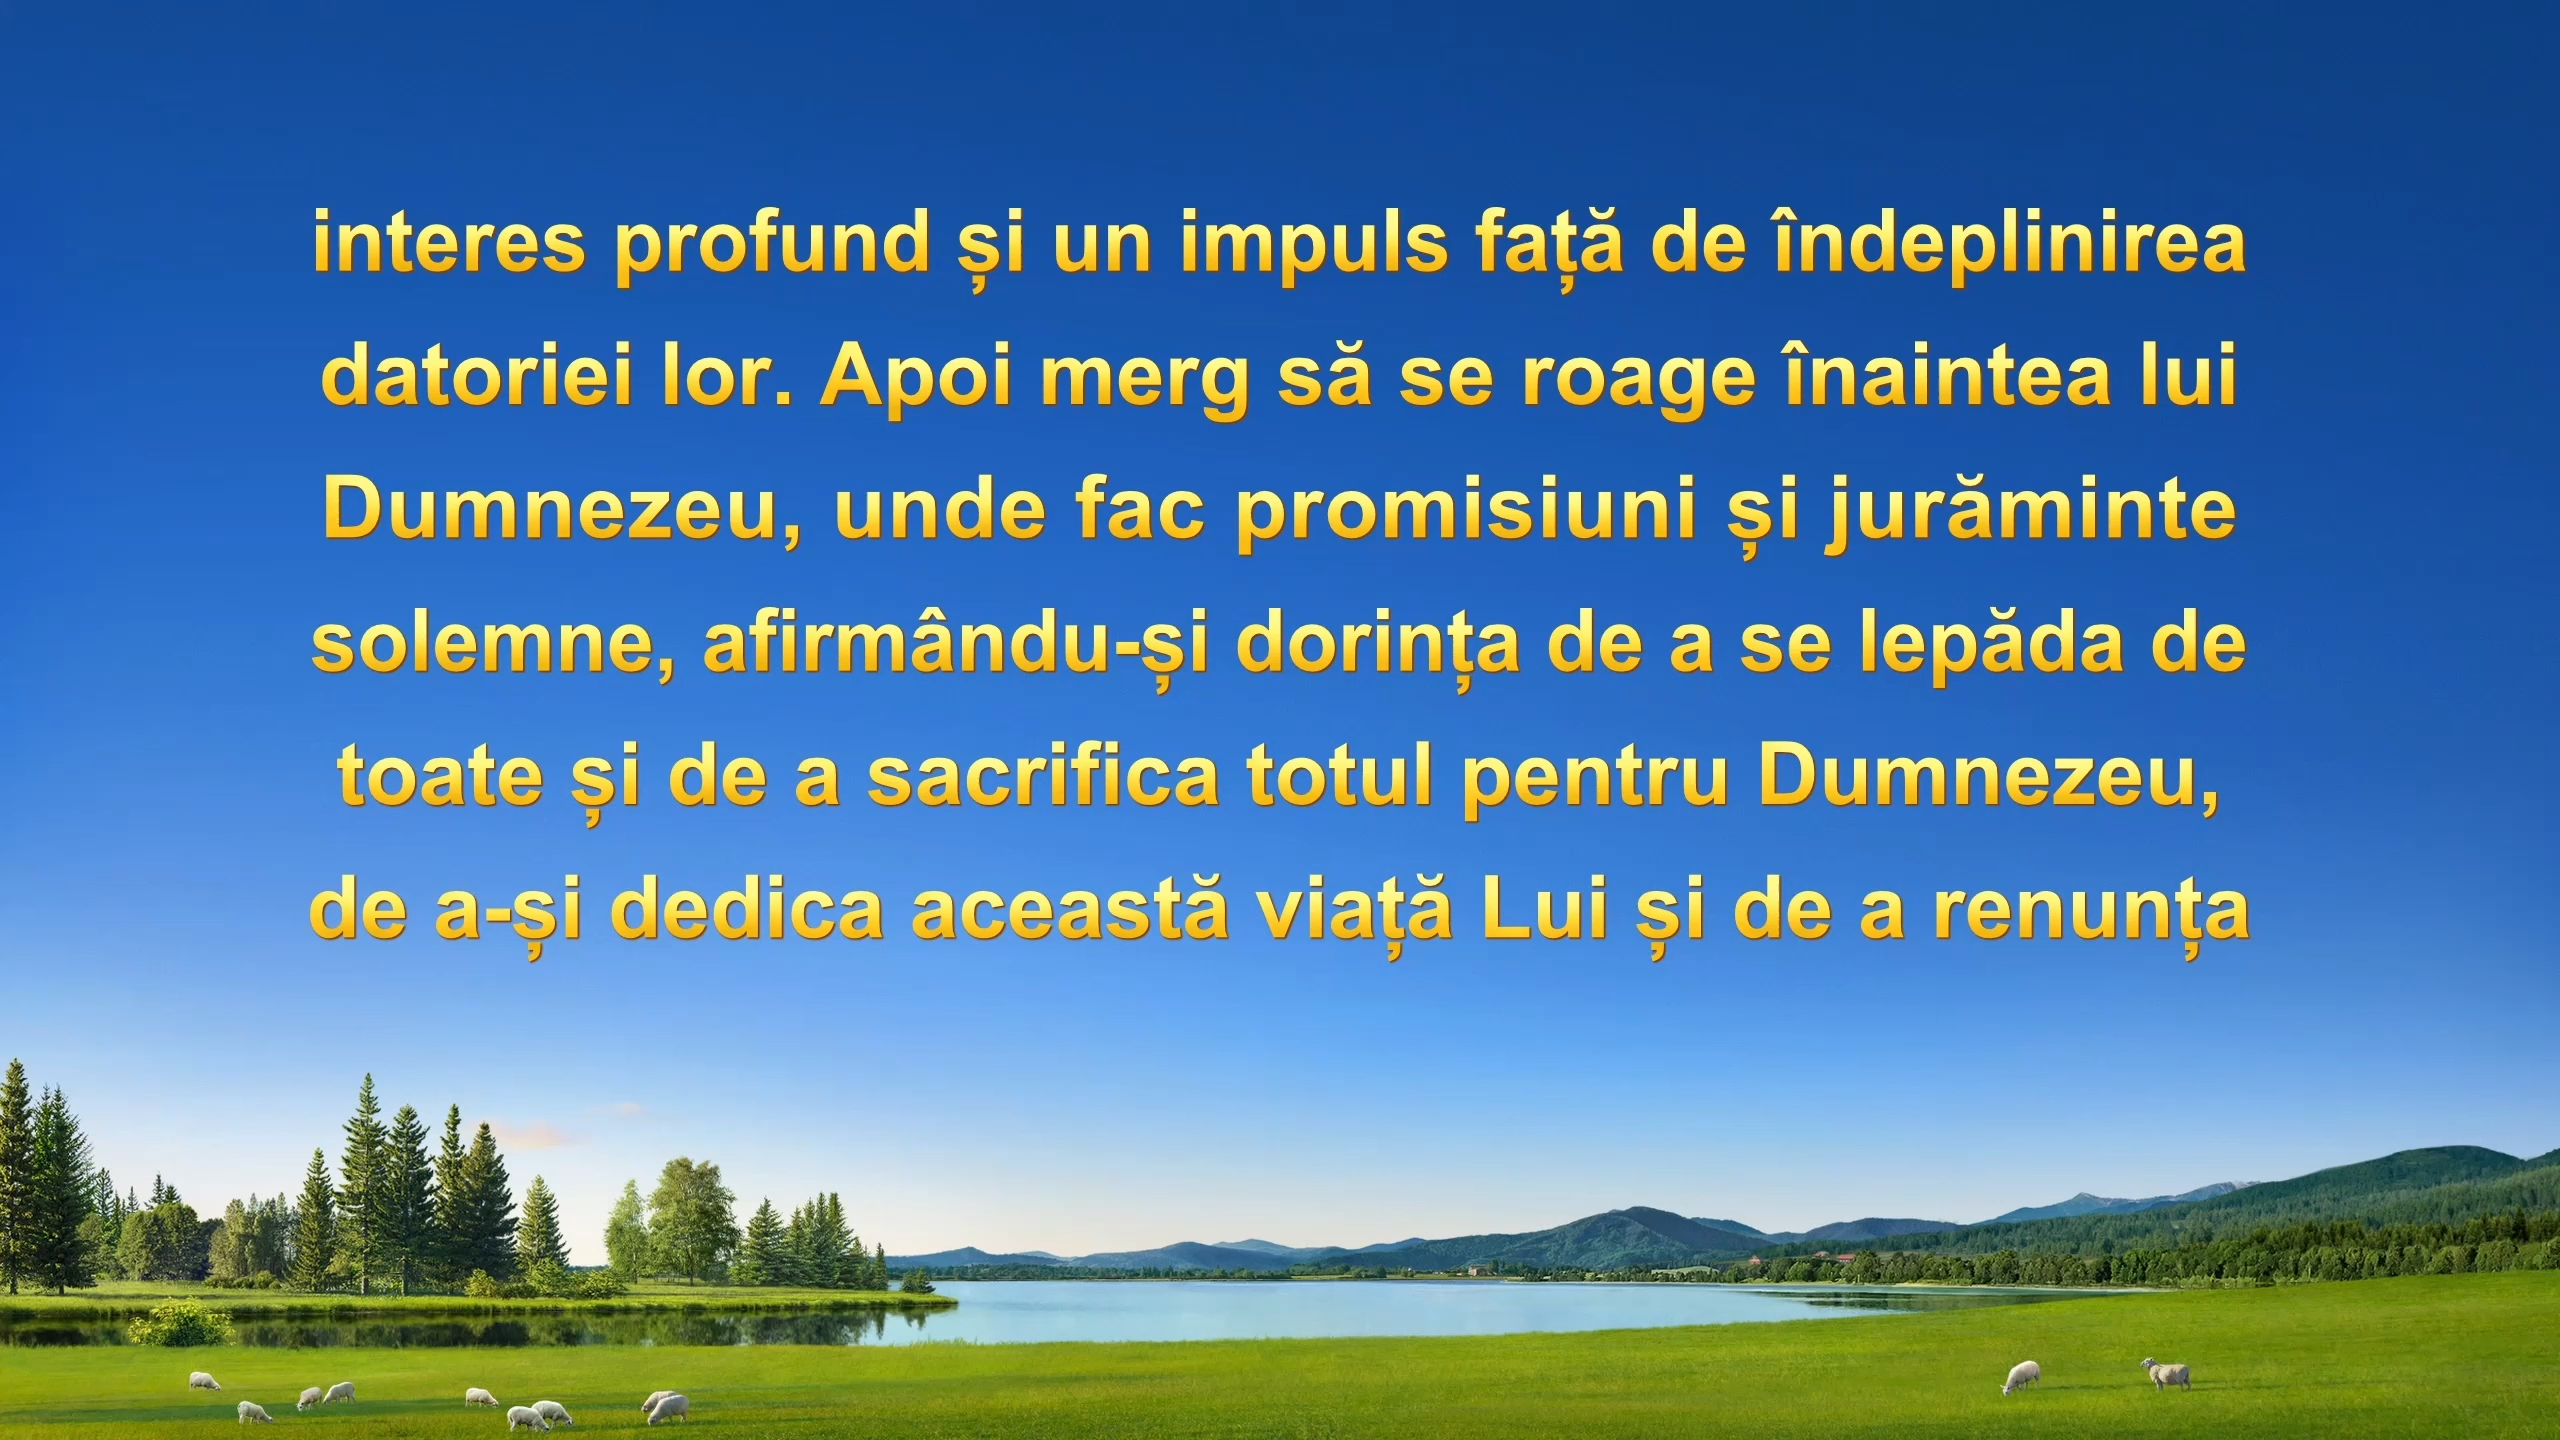 interes profund și un impuls față de îndeplinirea
datoriei lor. Apoi merg să se roage înaintea lui
Dumnezeu, unde fac promisiuni și jurăminte
solemne, afirmându-și dorința de a se lepăda de
toate și de a sacrifica totul pentru Dumnezeu,
de a-și dedica această viață Lui și de a renunța